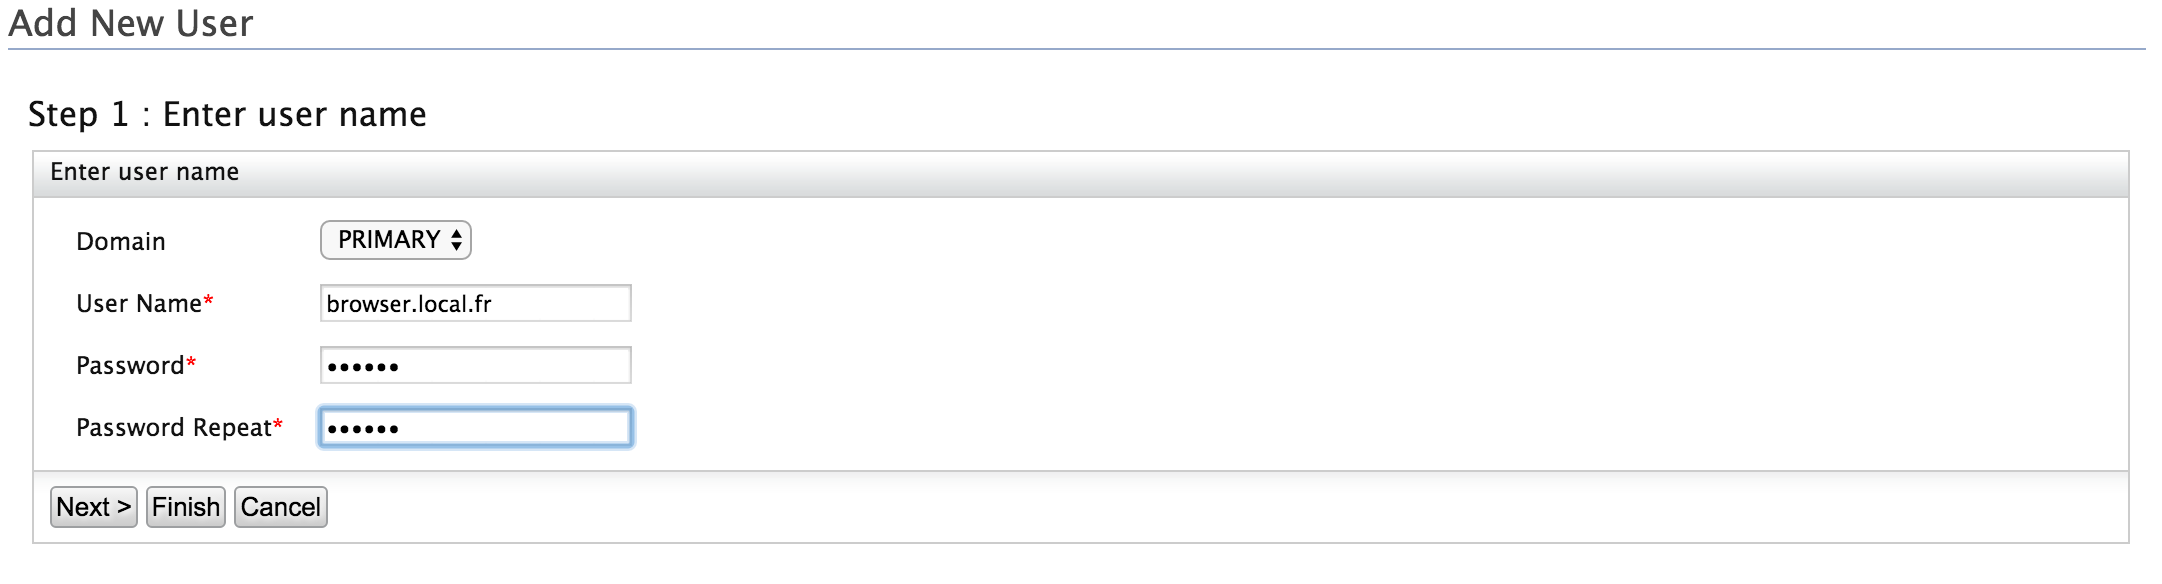 Add New User
Step 1 : Enter user name
Enter user name
Domain PRIMARY
User Name* browser.local.fr
Password* ••••••
Password Repeat* ••••••
Next > Finish Cancel